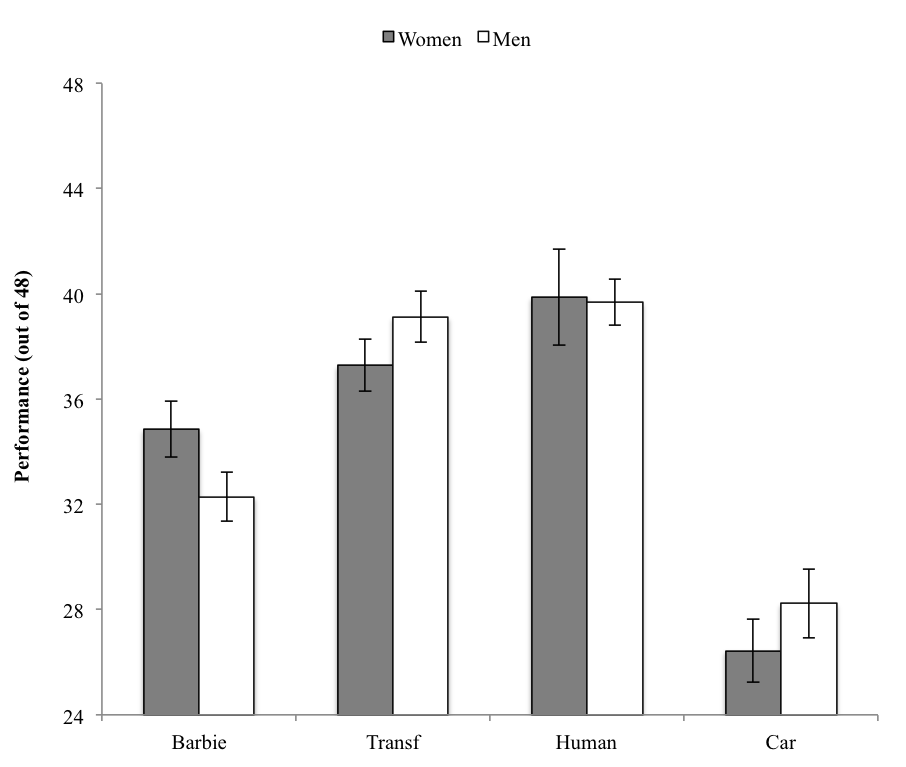 Women Men
48
44
40
36
32
28
24
Performance (out of 48)
Barbie Transf Human Car